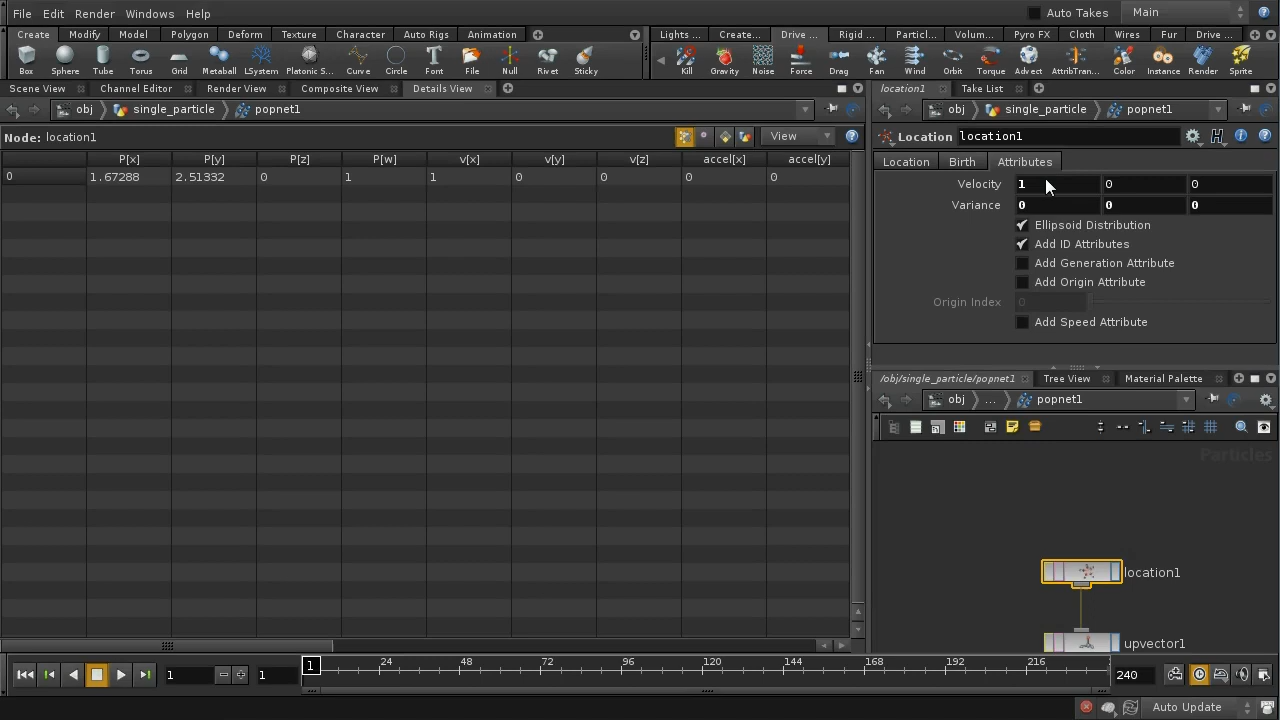 File Edit Render Windows Help Auto Takes Main
Create Modify Model Polygon Deform Texture Character Auto Rigs Animation Lights ... Create... Drive ... Rigid ... Particl... Volum... Pyro FX Cloth Wires Fur Drive ...
Box Sphere Tube Torus Grid Metaball LSystem Platonic S... Curve Circle Font File Null Rivet Sticky Kill Gravity Noise Force Drag Fan Wind Orbit Torque Advect AttribTran... Color Instance Render Sprite
Scene View Channel Editor Render View Composite View Details View
obj single_particle popnet1
Node: location1 View
P[x] P[y] P[z] P[w] v[x] v[y] v[z] accel[x] accel[y]
0 1.67288 2.51332 0 1 1 0 0 0 0
location1 Take List
obj single_particle popnet1
Location location1
Location Birth Attributes
Velocity 1 0 0
Variance 0 0 0
Ellipsoid Distribution
Add ID Attributes
Add Generation Attribute
Add Origin Attribute
Origin Index 0
Add Speed Attribute
/obj/single_particle/popnet1 Tree View Material Palette
obj ... popnet1
Particles
location1
upvector1
1 1 1 24 48 72 96 120 144 168 192 216 240
Auto Update